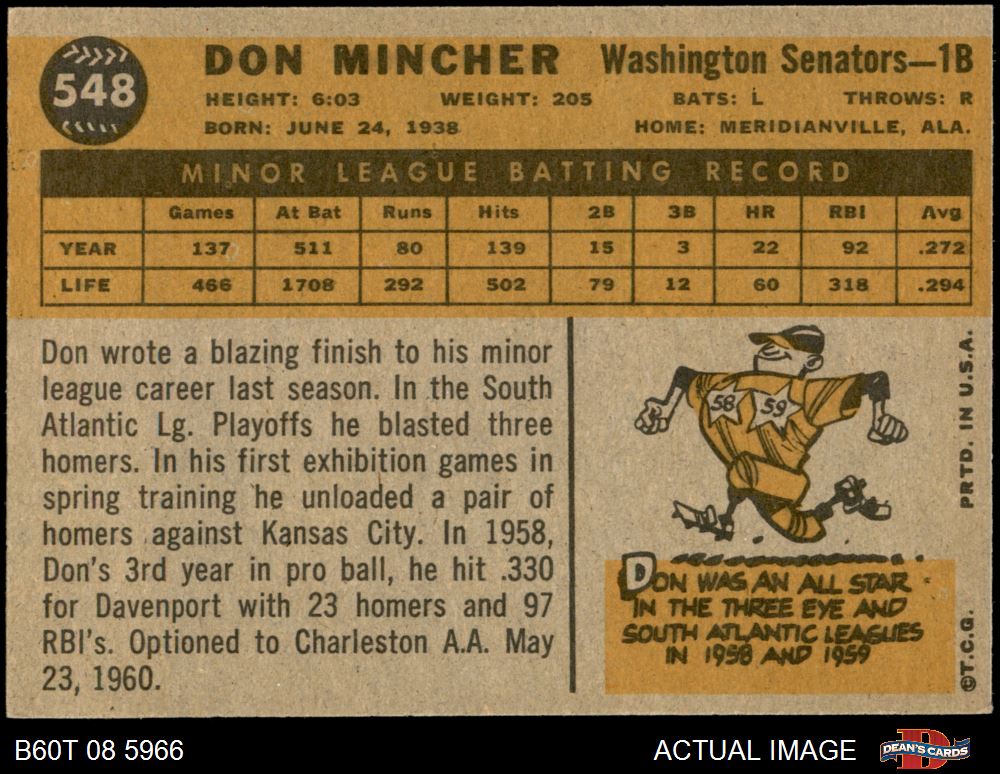 548
DON MINCHER Washington Senators—1B
HEIGHT: 6:03 WEIGHT: 205 BATS: L THROWS: R
BORN: JUNE 24, 1938 HOME: MERIDIANVILLE, ALA.
MINOR LEAGUE BATTING RECORD
Games At Bat Runs Hits 2B 3B HR RBI Avg
YEAR 137 511 80 139 15 3 22 92 .272
LIFE 466 1708 292 502 79 12 60 318 .294
Don wrote a blazing finish to his minor
league career last season. In the South
Atlantic Lg. Playoffs he blasted three
homers. In his first exhibition games in
spring training he unloaded a pair of
homers against Kansas City. In 1958,
Don's 3rd year in pro ball, he hit .330
for Davenport with 23 homers and 97
RBI's. Optioned to Charleston A.A. May
23, 1960.
58 59
DON WAS AN ALL STAR
IN THE THREE EYE AND
SOUTH ATLANTIC LEAGUES
IN 1958 AND 1959
©T.C.G. PRTD. IN U.S.A.
B60T 08 5966 ACTUAL IMAGE DEAN'S CARDS